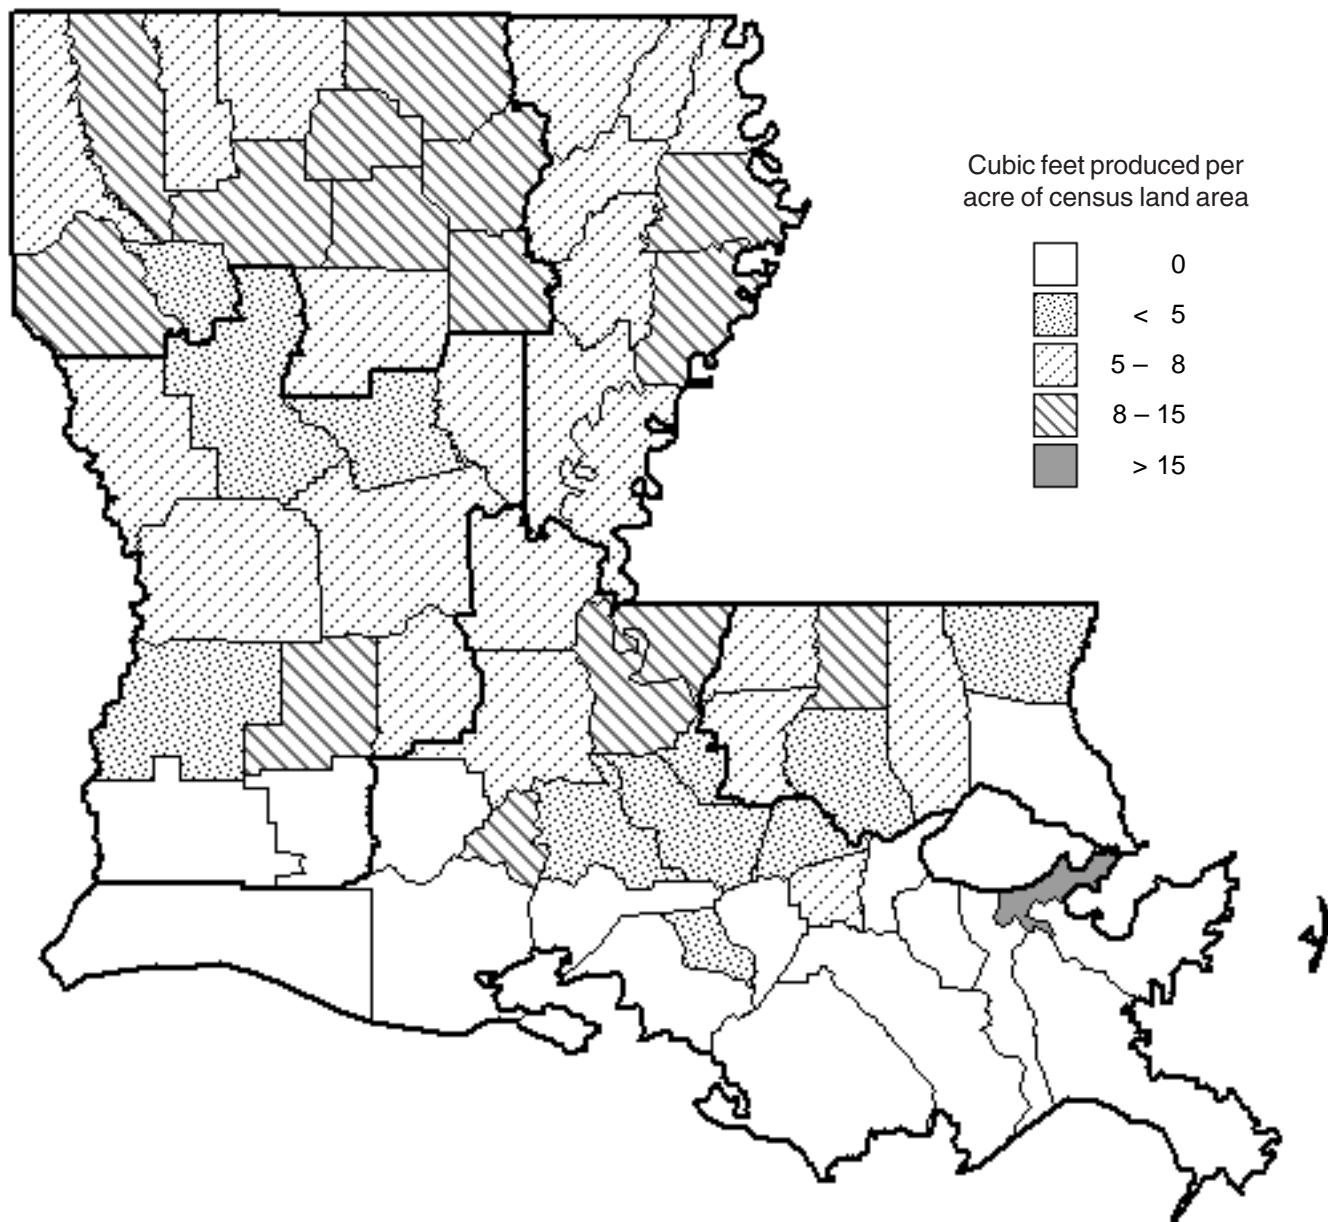 Cubic feet produced per
acre of census land area
0
< 5
5 – 8
8 – 15
> 15